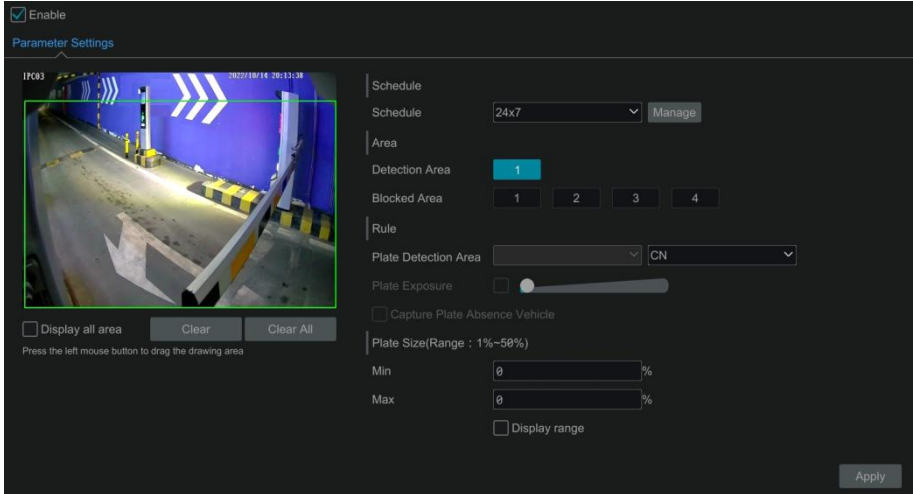 Enable
Parameter Settings
IPC03 2022/10/14 20:13:38
Display all area Clear Clear All
Press the left mouse button to drag the drawing area
Schedule
Schedule 24x7 Manage
Area
Detection Area 1
Blocked Area 1 2 3 4
Rule
Plate Detection Area CN
Plate Exposure
Capture Plate Absence Vehicle
Plate Size(Range : 1%~50%)
Min 0 %
Max 0 %
Display range
Apply